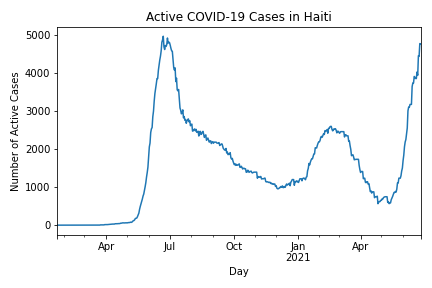 Active COVID-19 Cases in Haiti
Number of Active Cases
5000
4000
3000
2000
1000
0
Apr
Jul
Oct
Jan
2021
Apr
Day